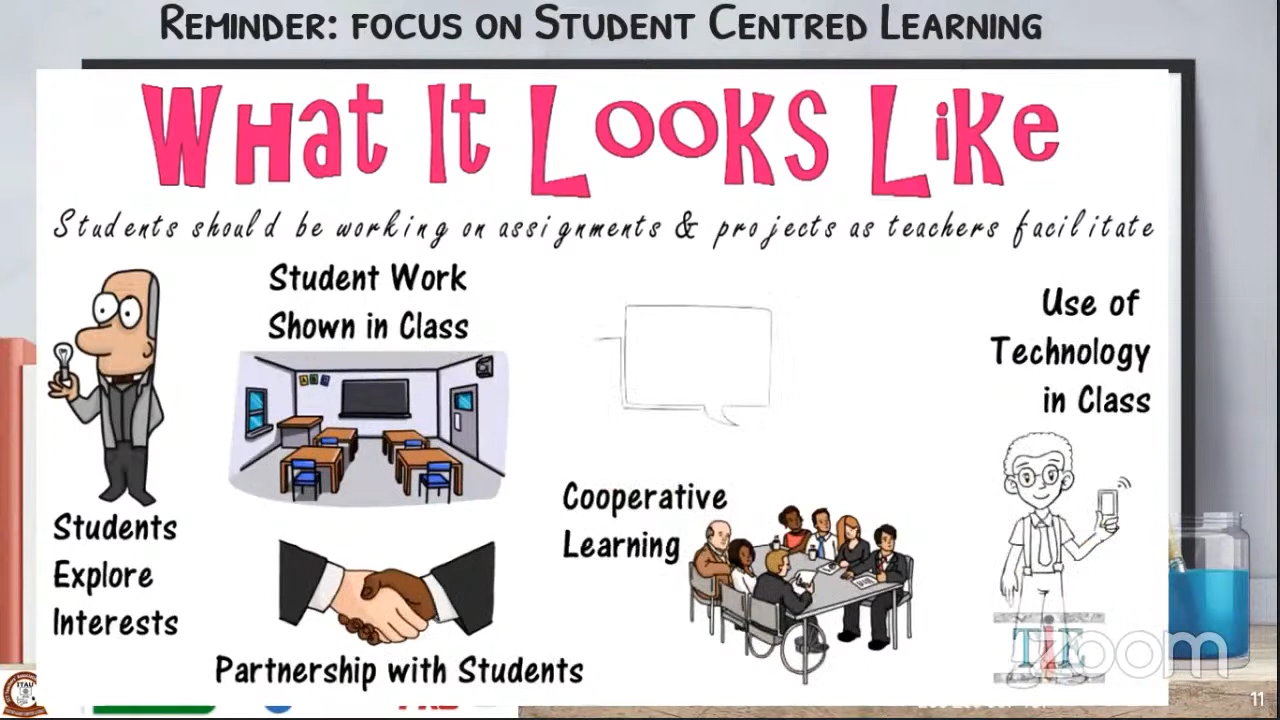 Reminder: focus on Student Centred Learning
What It Looks Like
Students should be working on assignments & projects as teachers facilitate
Student Work
Shown in Class
Use of
Technology
in Class
Students
Explore
Interests
Cooperative
Learning
Partnership with Students
zoom
ITAU
11